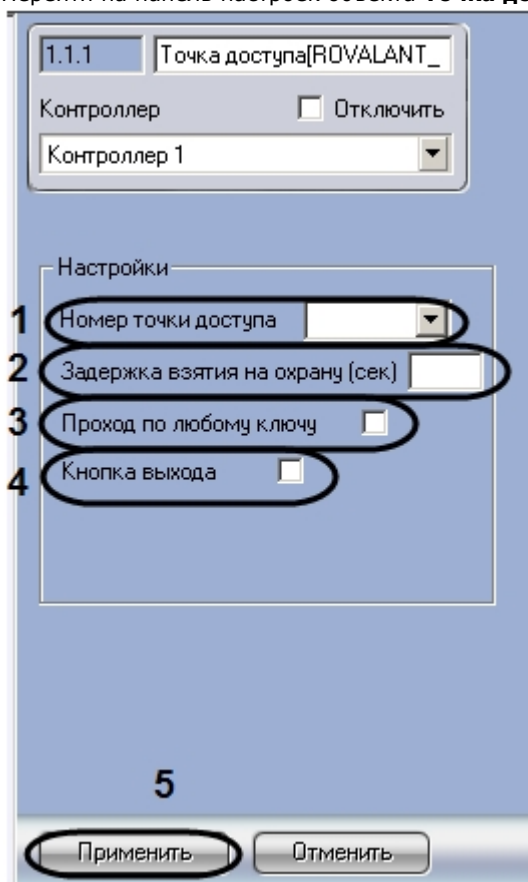 1.1.1 Точка доступа[ROVALANT_
Контроллер Отключить
Контроллер 1
Настройки
1 Номер точки доступа
2 Задержка взятия на охрану (сек)
3 Проход по любому ключу
4 Кнопка выхода
5
Применить Отменить